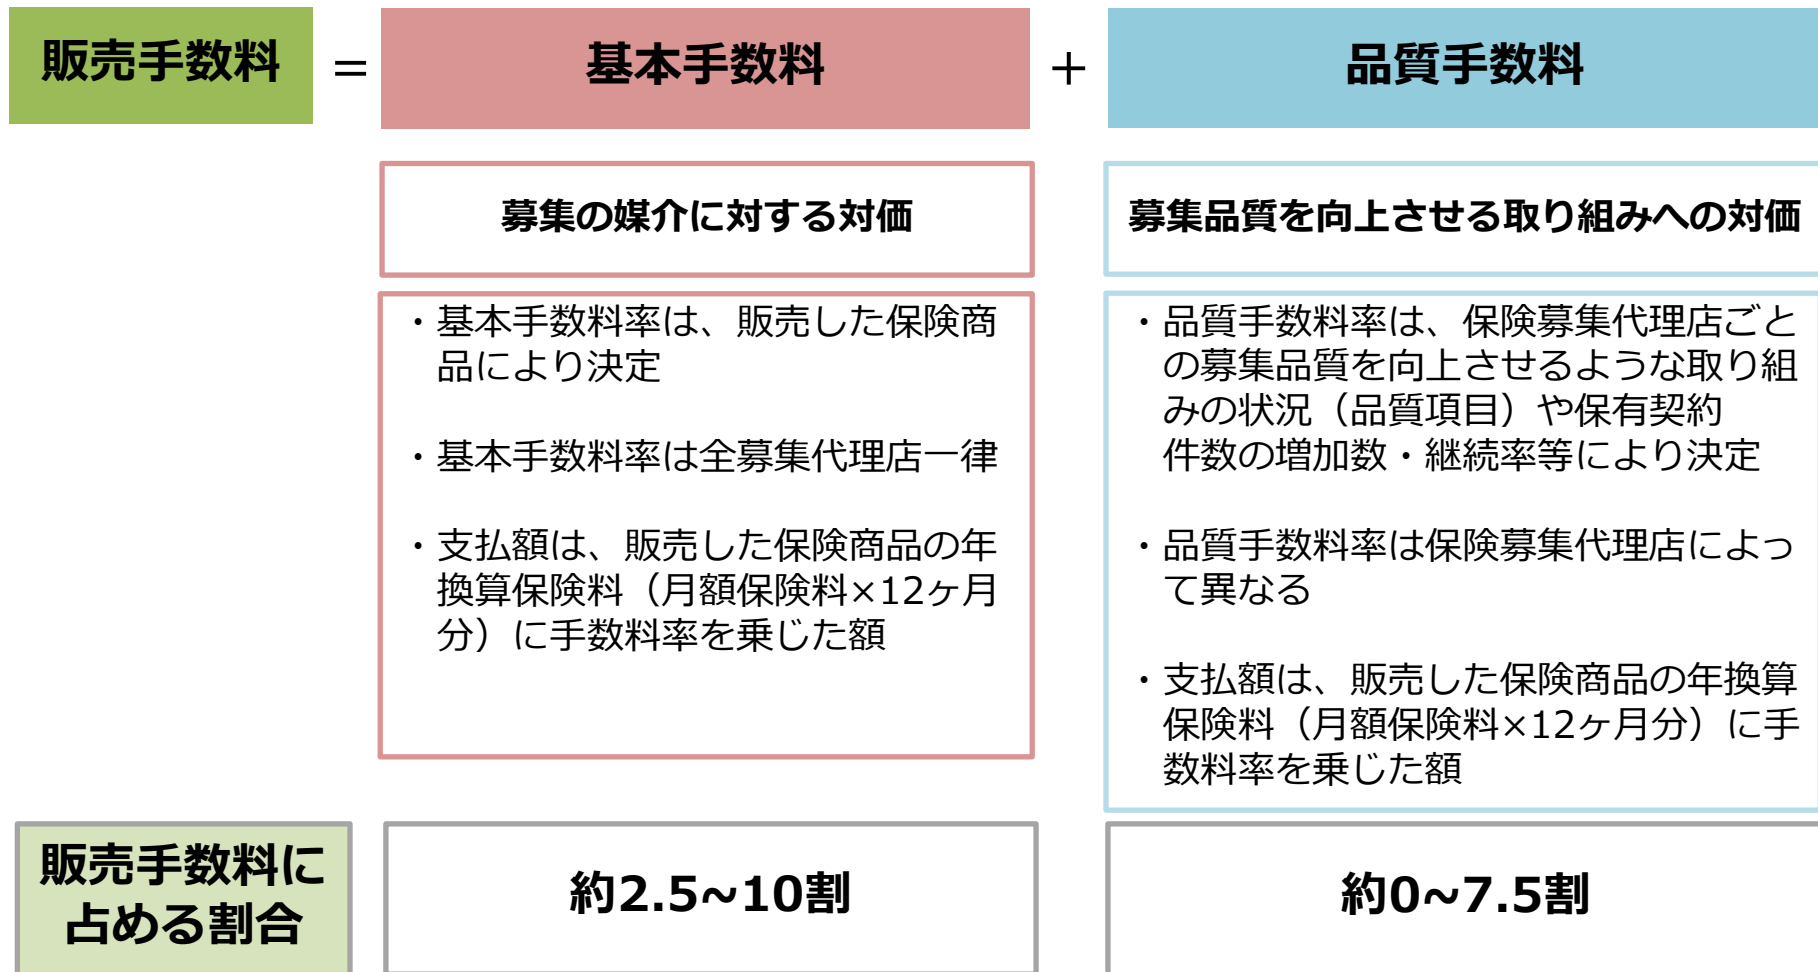 販売手数料 = 基本手数料 + 品質手数料
募集の媒介に対する対価
募集品質を向上させる取り組みへの対価
・基本手数料率は、販売した保険商
品により決定
・基本手数料率は全募集代理店一律
・支払額は、販売した保険商品の年
換算保険料（月額保険料×12ヶ月
分）に手数料率を乗じた額
・品質手数料率は、保険募集代理店ごと
の募集品質を向上させるような取り組
みの状況（品質項目）や保有契約
件数の増加数・継続率等により決定
・品質手数料率は保険募集代理店によっ
て異なる
・支払額は、販売した保険商品の年換算
保険料（月額保険料×12ヶ月分）に手
数料率を乗じた額
販売手数料に
占める割合
約2.5~10割
約0~7.5割